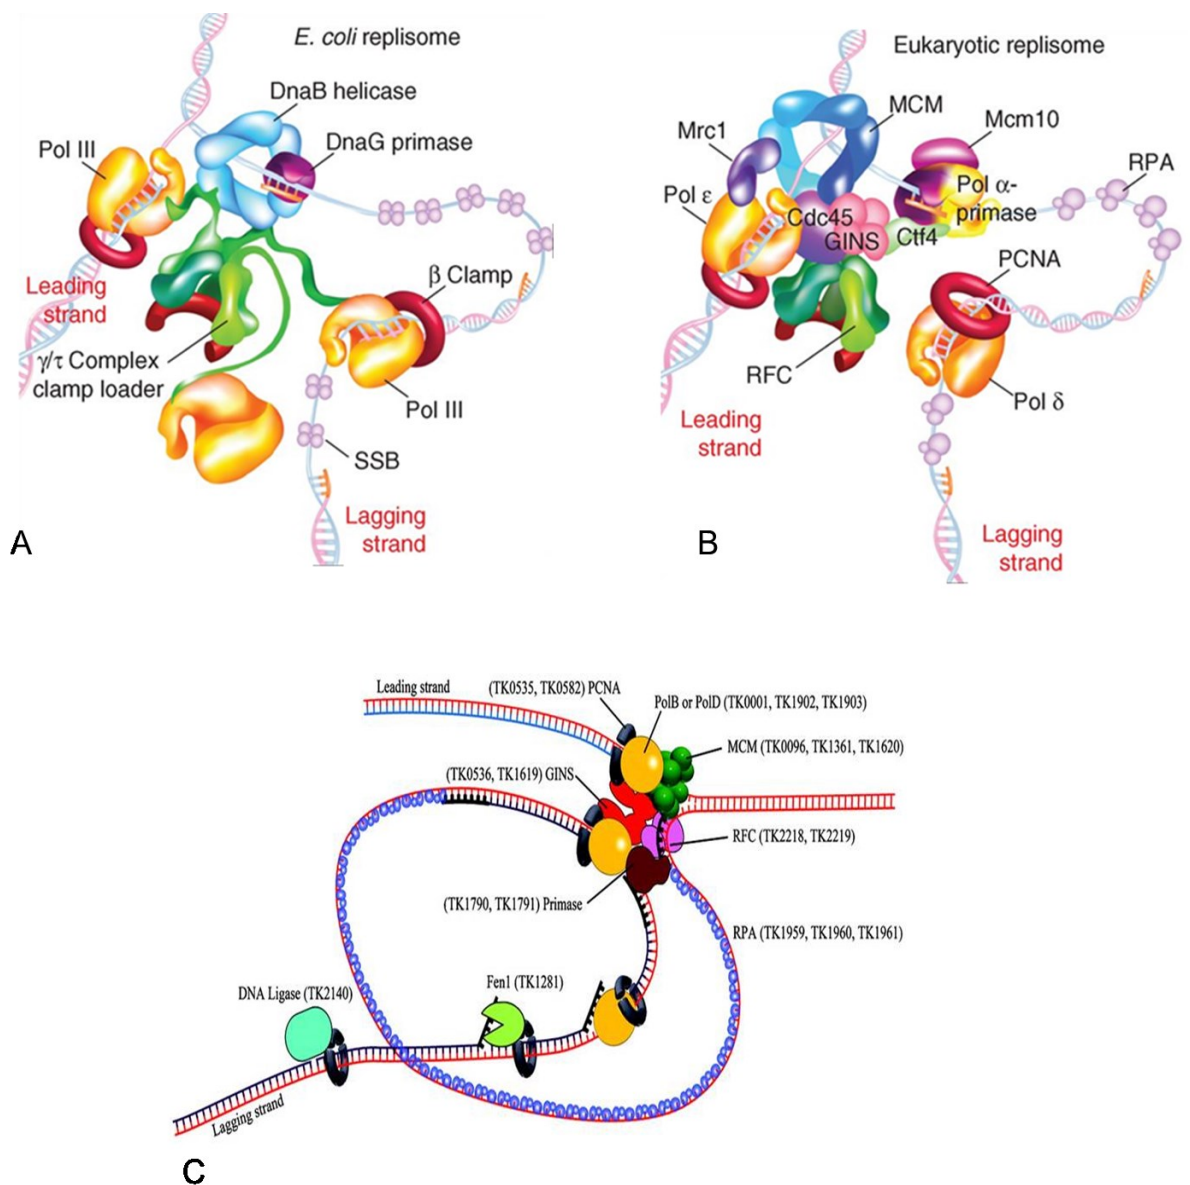 E. coli replisome
DnaB helicase
DnaG primase
Pol III
Leading
strand
β Clamp
γ/τ Complex
clamp loader
Pol III
SSB
Lagging
strand
A
Eukaryotic replisome
MCM
Mcm10
Mrc1
RPA
Pol ε
Pol α-
primase
Cdc45
GINS
Ctf4
PCNA
RFC
Pol δ
Leading
strand
Lagging
strand
B
Leading strand
(TK0535, TK0582) PCNA
PolB or PolD (TK0001, TK1902, TK1903)
MCM (TK0096, TK1361, TK1620)
(TK0536, TK1619) GINS
RFC (TK2218, TK2219)
(TK1790, TK1791) Primase
RPA (TK1959, TK1960, TK1961)
Fen1 (TK1281)
DNA Ligase (TK2140)
Lagging strand
C